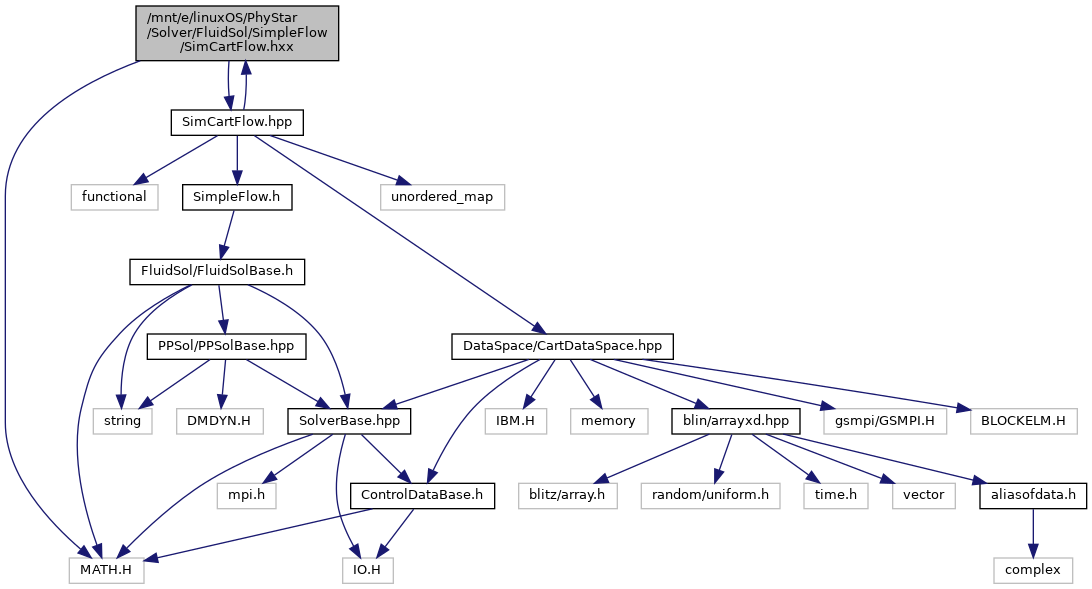 /mnt/e/linuxOS/PhyStar
/Solver/FluidSol/SimpleFlow
/SimCartFlow.hxx
SimCartFlow.hpp
functional
SimpleFlow.h
unordered_map
FluidSol/FluidSolBase.h
PPSol/PPSolBase.hpp
DataSpace/CartDataSpace.hpp
string
DMDYN.H
SolverBase.hpp
IBM.H
memory
blin/arrayxd.hpp
gsmpi/GSMPI.H
BLOCKELM.H
mpi.h
ControlDataBase.h
blitz/array.h
random/uniform.h
time.h
vector
aliasofdata.h
MATH.H
IO.H
complex